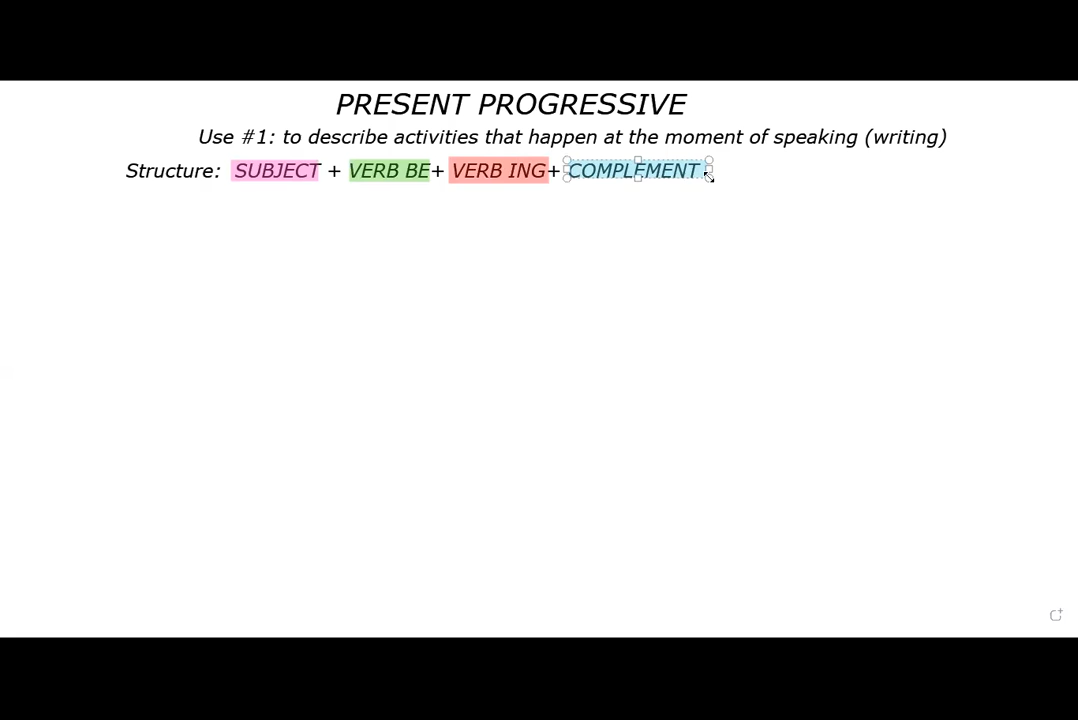 PRESENT PROGRESSIVE
Use #1: to describe activities that happen at the moment of speaking (writing)
Structure: SUBJECT + VERB BE+ VERB ING+ COMPLEMENT